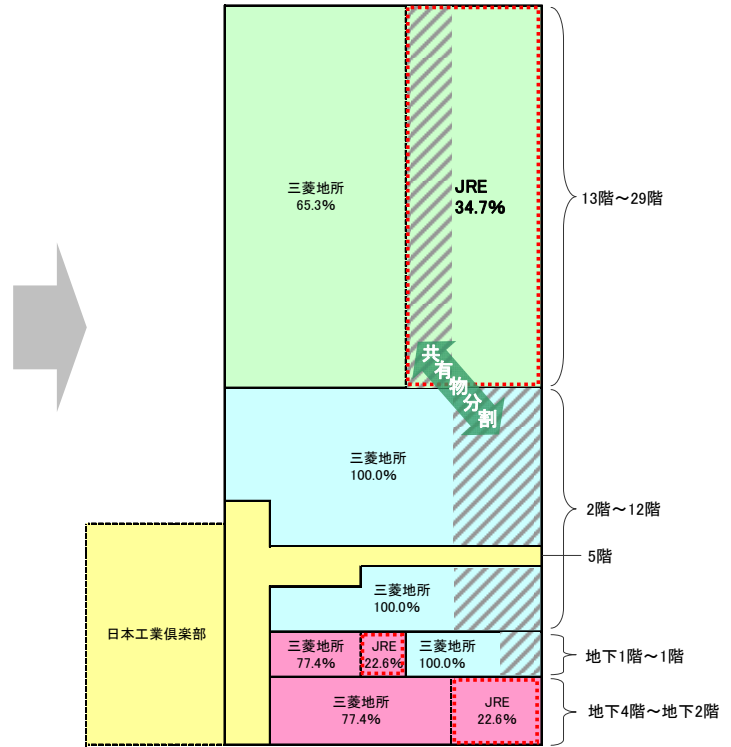 三菱地所
65.3%
JRE
34.7%
13階～29階
共有物分割
三菱地所
100.0%
2階～12階
5階
三菱地所
100.0%
日本工業倶楽部
三菱地所
77.4%
JRE
22.6%
三菱地所
100.0%
地下1階～1階
三菱地所
77.4%
JRE
22.6%
地下4階～地下2階